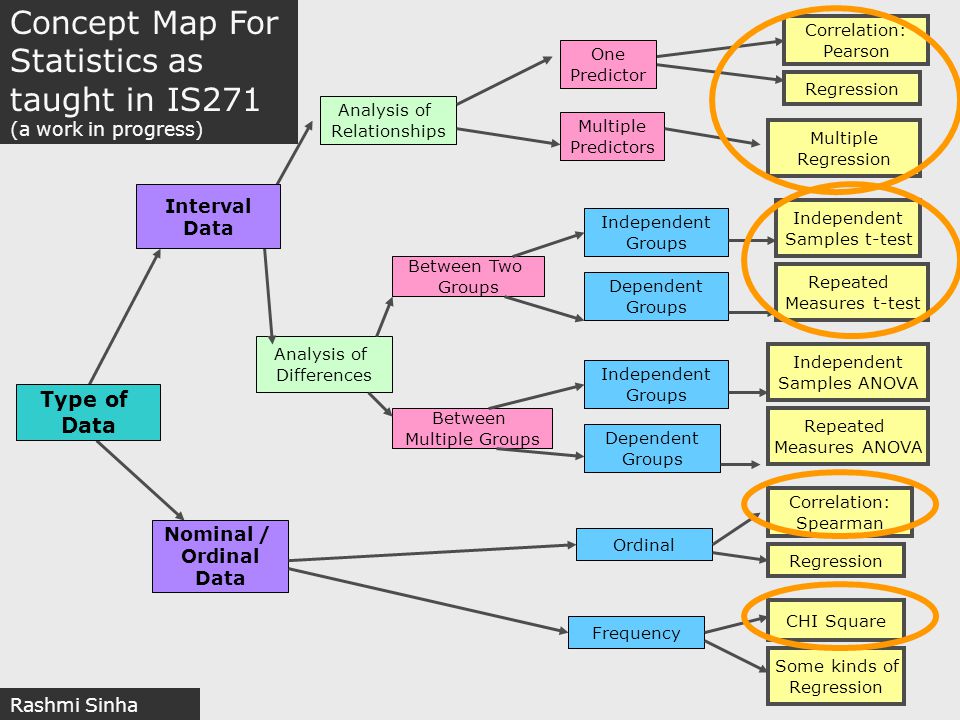 Concept Map For
Statistics as
taught in IS271
(a work in progress)
Correlation:
Pearson
Regression
One
Predictor
Analysis of
Relationships
Multiple
Predictors
Multiple
Regression
Interval
Data
Independent
Groups
Independent
Samples t-test
Between Two
Groups
Dependent
Groups
Repeated
Measures t-test
Analysis of
Differences
Independent
Groups
Independent
Samples ANOVA
Type of
Data
Between
Multiple Groups
Dependent
Groups
Repeated
Measures ANOVA
Nominal /
Ordinal
Data
Ordinal
Correlation:
Spearman
Regression
Frequency
CHI Square
Some kinds of
Regression
Rashmi Sinha